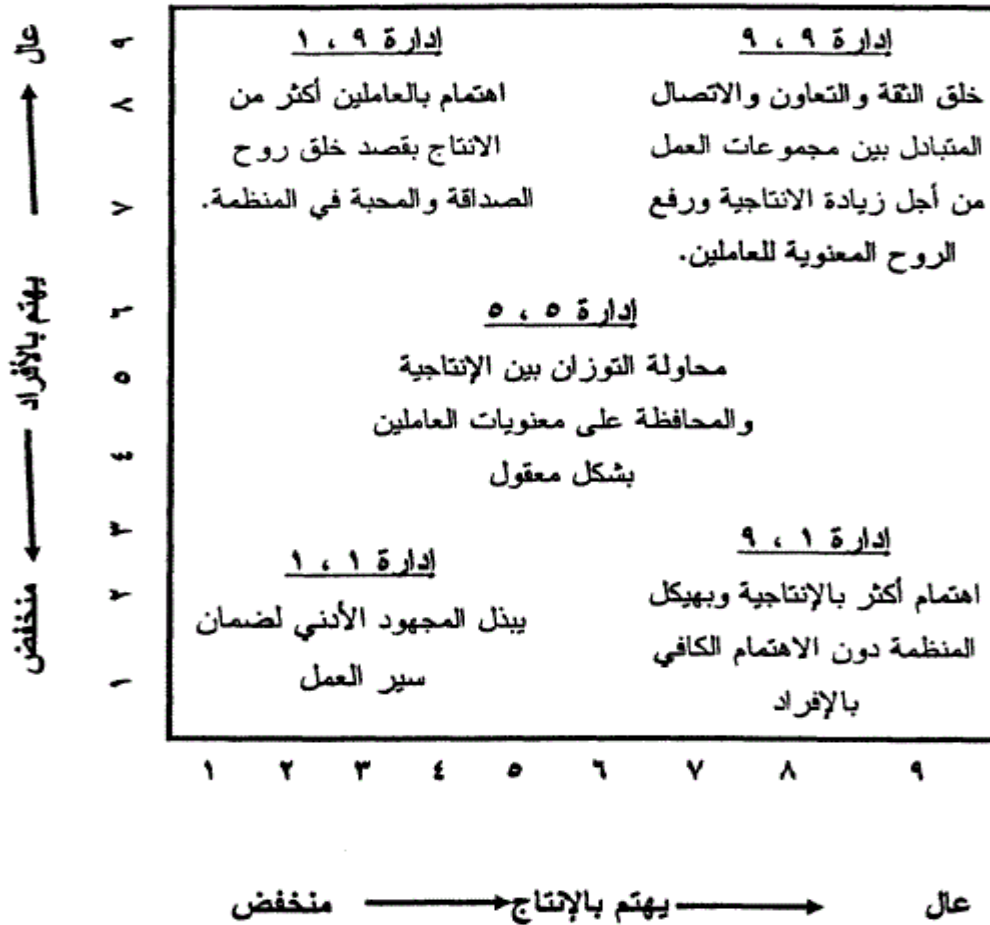 إدارة ٩ ، ١
اهتمام بالعاملين أكثر من
الانتاج بقصد خلق روح
الصداقة والمحبة في المنظمة.
إدارة ٩ ، ٩
خلق الثقة والتعاون والاتصال
المتبادل بين مجموعات العمل
من أجل زيادة الانتاجية ورفع
الروح المعنوية للعاملين.
إدارة ٥ ، ٥
محاولة التوزان بين الإنتاجية
والمحافظة على معنويات العاملين
بشكل معقول
إدارة ١ ، ١
يبذل المجهود الأدني لضمان
سير العمل
إدارة ١ ، ٩
اهتمام أكثر بالإنتاجية وبهيكل
المنظمة دون الاهتمام الكافي
بالإفراد
عال
يهتم بالأفراد
منخفض
٩
٨
٧
٦
٥
٤
٣
٢
١
١ ٢ ٣ ٤ ٥ ٦ ٧ ٨ ٩
منخفض يهتم بالإنتاج عال